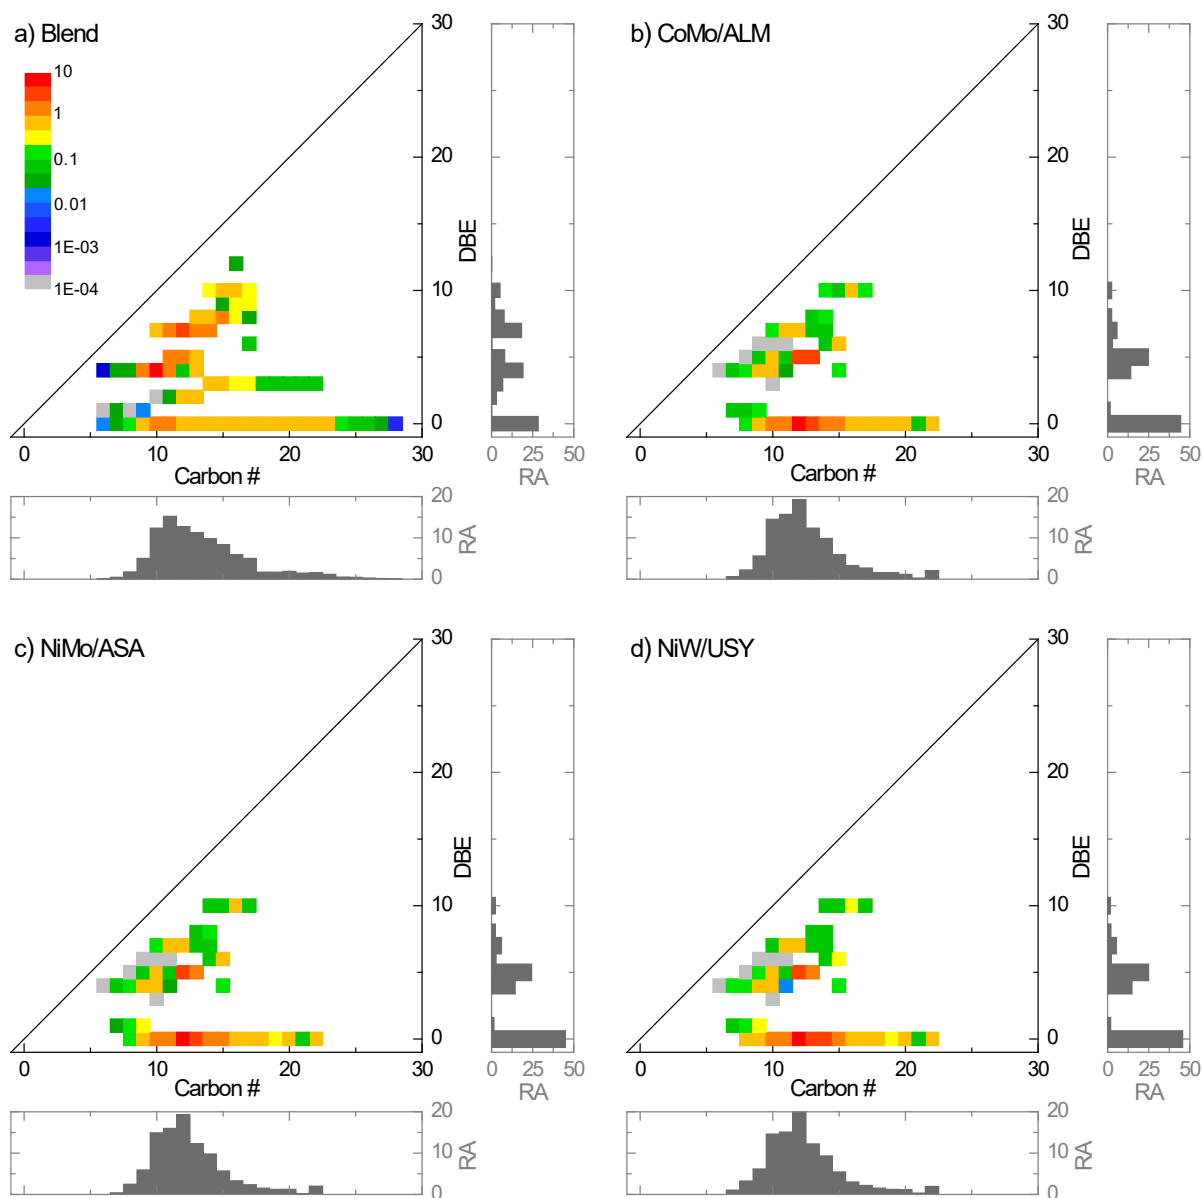 a) Blend
10
1
0.1
0.01
1E-03
1E-04
30
20
10
0
DBE
0 10 20 30
Carbon #
0 25 50
RA
20
10
0
RA
b) CoMo/ALM
30
20
10
0
DBE
0 10 20 30
Carbon #
0 25 50
RA
20
10
0
RA
c) NiMo/ASA
30
20
10
0
DBE
0 10 20 30
Carbon #
0 25 50
RA
20
10
0
RA
d) NiW/USY
30
20
10
0
DBE
0 10 20 30
Carbon #
0 25 50
RA
20
10
0
RA